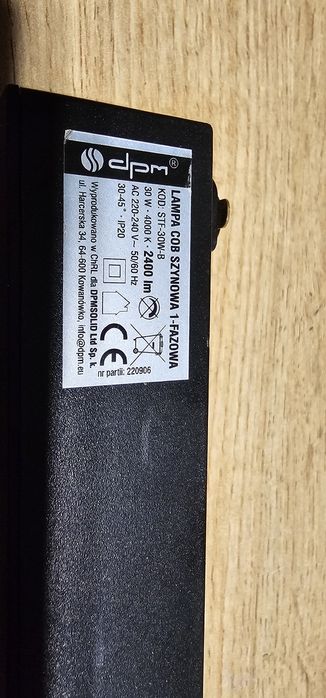 dpm®
LAMPA COB SZYNOWA 1-FAZOWA
KOD: STF-30W-B
30 W · 4000 K · 2400 lm
AC 220-240 V~ 50/60 Hz
30-45° · IP20
CE
nr partii: 220906
Wyprodukowano w ChRL dla DPMSOLID Ltd Sp. k.
ul. Harcerska 34, 64-600 Kowanówko, info@dpm.eu